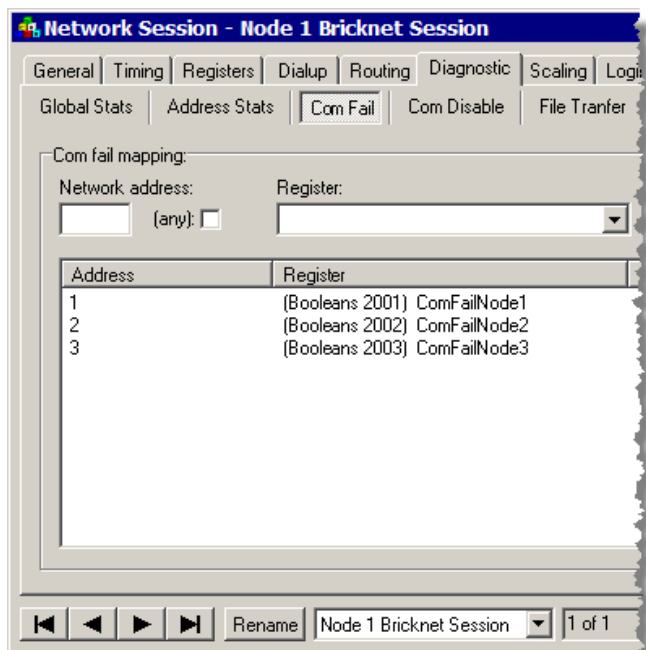 Network Session - Node 1 Bricknet Session
General Timing Registers Dialup Routing Diagnostic Scaling
Global Stats Address Stats Com Fail Com Disable File Tranfer
Com fail mapping:
Network address: Register:
(any):
Address Register
1 (Booleans 2001) ComFailNode1
2 (Booleans 2002) ComFailNode2
3 (Booleans 2003) ComFailNode3
Rename Node 1 Bricknet Session 1 of 1